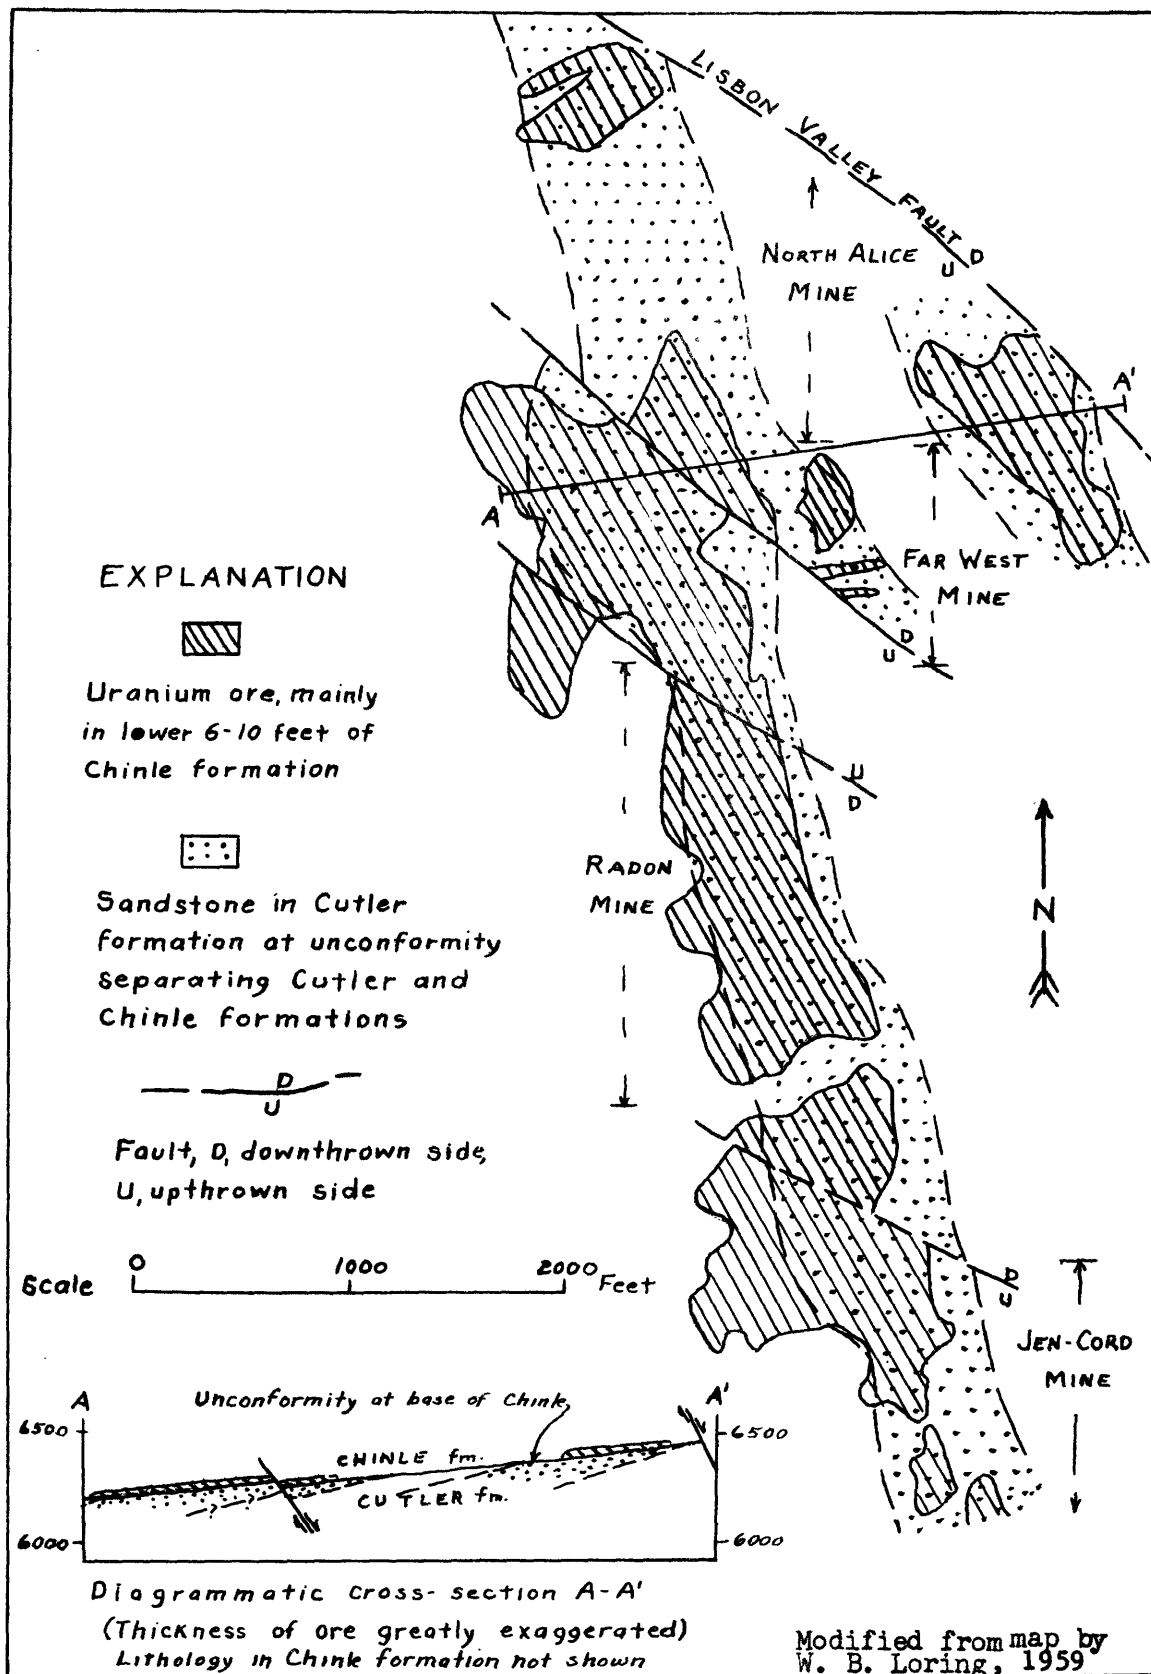 LISBON VALLEY FAULT
D
U
NORTH ALICE
MINE
A'
A
FAR WEST
MINE
D
U
EXPLANATION
Uranium ore, mainly
in lower 6-10 feet of
Chinle formation
U
D
RADON
MINE
Sandstone in Cutler
formation at unconformity
separating Cutler and
Chinle formations
N
D
U
Fault, D, downthrown side,
U, upthrown side
Scale 0 1000 2000 Feet
D
U
JEN-CORD
MINE
A A'
Unconformity at base of Chinle
6500 6500
CHINLE fm.
CUTLER fm.
? ?
6000 6000
Diagrammatic cross-section A-A'
(Thickness of ore greatly exaggerated)
Lithology in Chinle formation not shown
Modified from map by
W. B. Loring, 1959